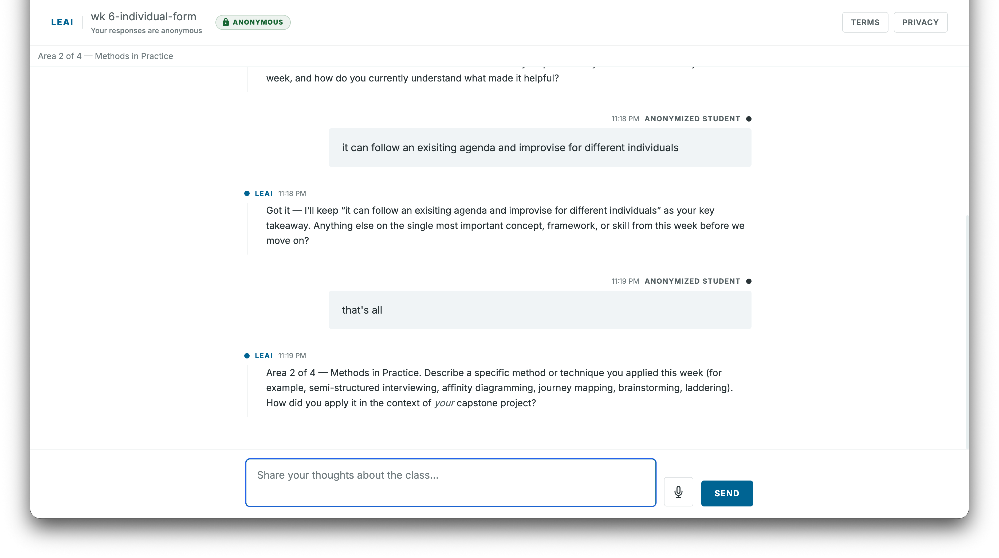 LEAI
wk 6-individual-form
Your responses are anonymous
ANONYMOUS
TERMS
PRIVACY
Area 2 of 4 — Methods in Practice
week, and how do you currently understand what made it helpful?
11:18 PM ANONYMIZED STUDENT
it can follow an exisiting agenda and improvise for different individuals
LEAI 11:18 PM
Got it — I’ll keep “it can follow an exisiting agenda and improvise for different individuals” as your key
takeaway. Anything else on the single most important concept, framework, or skill from this week before we
move on?
11:19 PM ANONYMIZED STUDENT
that's all
LEAI 11:19 PM
Area 2 of 4 — Methods in Practice. Describe a specific method or technique you applied this week (for
example, semi-structured interviewing, affinity diagramming, journey mapping, brainstorming, laddering).
How did you apply it in the context of your capstone project?
Share your thoughts about the class...
SEND